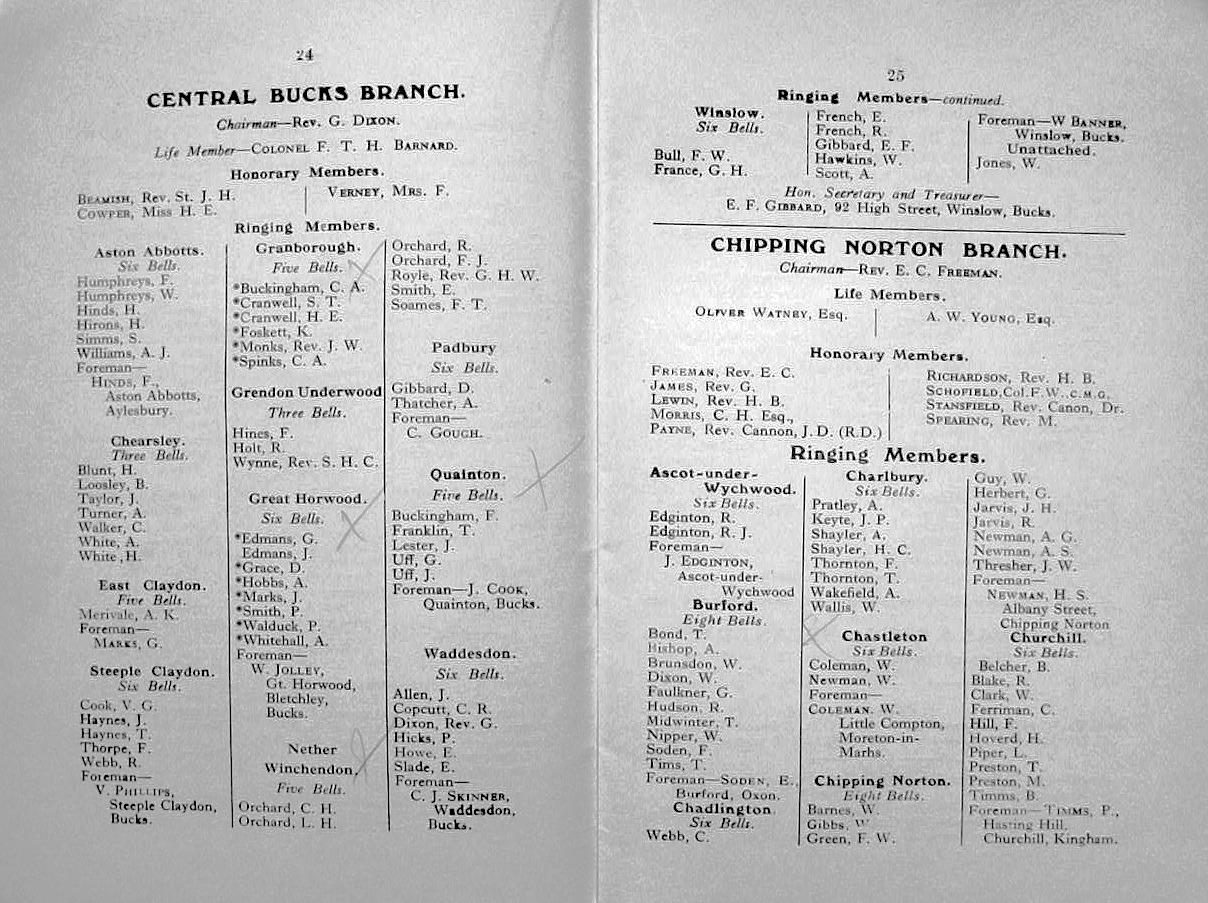 24
CENTRAL BUCKS BRANCH.
Chairman—Rev. G. Dixon.
Life Member—Colonel F. T. H. Barnard.
Honorary Members.
Beamish, Rev. St. J. H.
Cowper, Miss H. E.
Verney, Mrs. F.
Ringing Members.
Aston Abbotts.
Six Bells.
Humphreys, F.
Humphreys, W.
Hinds, H.
Hirons, H.
Simms, S.
Williams, A. J.
Foreman—
Hinds, F.,
Aston Abbotts,
Aylesbury.
Chearsley.
Three Bells.
Blunt, H.
Loosley, B.
Taylor, J.
Turner, A.
Walker, C.
White, A.
White, H.
East Claydon.
Five Bells.
Merivale, A. K.
Foreman—
Marks, G.
Steeple Claydon.
Six Bells.
Cook, V. G.
Haynes, J.
Haynes, T.
Thorpe, F.
Webb, R.
Foreman—
V. Phillips,
Steeple Claydon,
Bucks.
Granborough.
Five Bells.
*Buckingham, C. A.
*Cranwell, S. T.
*Cranwell, H. E.
*Foskett, K.
*Monks, Rev. J. W.
*Spinks, C. A.
Grendon Underwood
Three Bells.
Hines, F.
Holt, R.
Wynne, Rev. S. H. C.
Great Horwood.
Six Bells.
*Edmans, G.
Edmans, J.
*Grace, D.
*Hobbs, A.
*Marks, J.
*Smith, P.
*Walduck, P.
*Whitehall, A.
Foreman—
W. Jolley,
Gt. Horwood,
Bletchley,
Bucks.
Nether
Winchendon.
Five Bells.
Orchard, C. H.
Orchard, L. H.
Orchard, R.
Orchard, F. J.
Royle, Rev. G. H. W.
Smith, E.
Soames, F. T.
Padbury
Six Bells.
Gibbard, D.
Thatcher, A.
Foreman—
C. Gough.
Quainton.
Five Bells.
Buckingham, F.
Franklin, T.
Lester, J.
Uff, G.
Uff, J.
Foreman—J. Cook,
Quainton, Bucks.
Waddesdon.
Six Bells.
Allen, J.
Copcutt, C. R.
Dixon, Rev. G.
Hicks, P.
Howe, E.
Slade, E.
Foreman—
C. J. Skinner,
Waddesdon,
Bucks.
25
Ringing Members—continued.
Winslow.
Six Bells.
Bull, F. W.
France, G. H.
French, E.
French, R.
Gibbard, E. F.
Hawkins, W.
Scott, A.
Foreman—W Banner,
Winslow, Bucks.
Unattached.
Jones, W.
Hon. Secretary and Treasurer—
E. F. Gibbard, 92 High Street, Winslow, Bucks.
CHIPPING NORTON BRANCH.
Chairman—Rev. E. C. Freeman.
Life Members.
Oliver Watney, Esq.
A. W. Young, Esq.
Honorary Members.
Freeman, Rev. E. C.
James, Rev. G.
Lewin, Rev. H. B.
Morris, C. H. Esq.,
Payne, Rev. Cannon, J.D. (R.D.)
Richardson, Rev. H. B.
Schofield, Col. F. W., C.M.G.
Stansfield, Rev. Canon, Dr.
Spearing, Rev. M.
Ringing Members.
Ascot-under-
Wychwood.
Six Bells.
Edginton, R.
Edginton, R. J.
Foreman—
J. Edginton,
Ascot-under-
Wychwood
Burford.
Eight Bells.
Bond, T.
Bishop, A.
Brunsdon, W.
Dixon, W.
Faulkner, G.
Hudson, R.
Midwinter, T.
Nipper, W.
Soden, F.
Tims, T.
Foreman—Soden, E.,
Burford, Oxon.
Chadlington.
Six Bells.
Webb, C.
Charlbury.
Six Bells.
Pratley, A.
Keyte, J. P.
Shayler, A.
Shayler, H. C.
Thornton, F.
Thornton, T.
Wakefield, A.
Wallis, W.
Chastleton
Six Bells.
Coleman, W.
Newman, W.
Foreman—
Coleman. W.
Little Compton,
Moreton-in-
Marhs.
Chipping Norton.
Eight Bells.
Barnes, W.
Gibbs, W
Green, F. W.
Guy, W.
Herbert, G.
Jarvis, J. H.
Jarvis, R.
Newman, A. G.
Newman, A. S.
Thresher, J. W.
Foreman—
Newman, H. S.
Albany Street,
Chipping Norton
Churchill.
Six Bells.
Belcher, B.
Blake, R.
Clark, W.
Ferriman, C.
Hill, F.
Hoverd, H.
Piper, L.
Preston, T.
Preston, M.
Timms, B.
Foreman—Timms, P.,
Hasting Hill.
Churchill, Kingham.